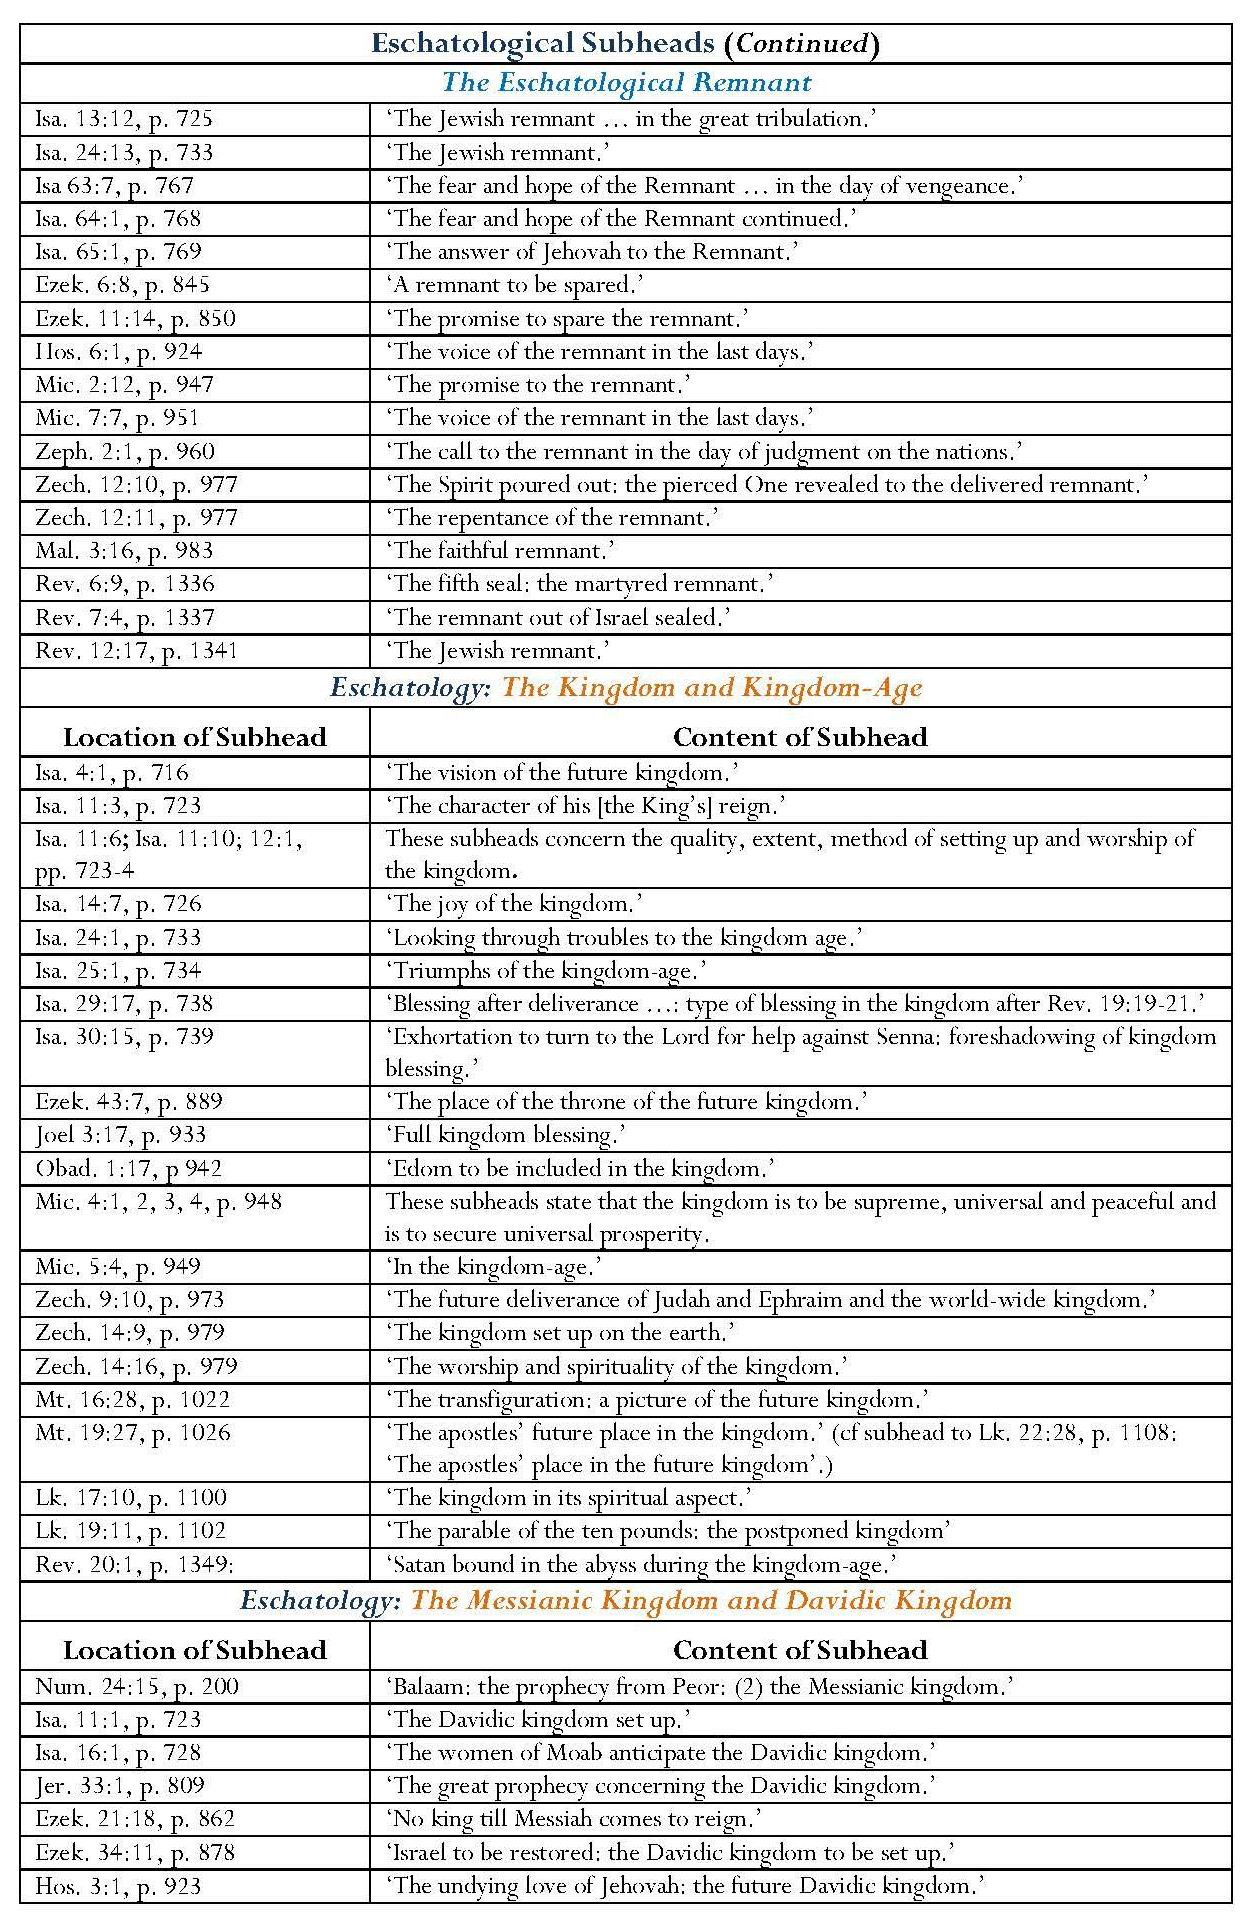 Eschatological Subheads (Continued)
The Eschatological Remnant
Isa. 13:12, p. 725 ‘The Jewish remnant … in the great tribulation.’
Isa. 24:13, p. 733 ‘The Jewish remnant.’
Isa 63:7, p. 767 ‘The fear and hope of the Remnant … in the day of vengeance.’
Isa. 64:1, p. 768 ‘The fear and hope of the Remnant continued.’
Isa. 65:1, p. 769 ‘The answer of Jehovah to the Remnant.’
Ezek. 6:8, p. 845 ‘A remnant to be spared.’
Ezek. 11:14, p. 850 ‘The promise to spare the remnant.’
Hos. 6:1, p. 924 ‘The voice of the remnant in the last days.’
Mic. 2:12, p. 947 ‘The promise to the remnant.’
Mic. 7:7, p. 951 ‘The voice of the remnant in the last days.’
Zeph. 2:1, p. 960 ‘The call to the remnant in the day of judgment on the nations.’
Zech. 12:10, p. 977 ‘The Spirit poured out: the pierced One revealed to the delivered remnant.’
Zech. 12:11, p. 977 ‘The repentance of the remnant.’
Mal. 3:16, p. 983 ‘The faithful remnant.’
Rev. 6:9, p. 1336 ‘The fifth seal: the martyred remnant.’
Rev. 7:4, p. 1337 ‘The remnant out of Israel sealed.’
Rev. 12:17, p. 1341 ‘The Jewish remnant.’
Eschatology: The Kingdom and Kingdom-Age
Location of Subhead Content of Subhead
Isa. 4:1, p. 716 ‘The vision of the future kingdom.’
Isa. 11:3, p. 723 ‘The character of his [the King’s] reign.’
Isa. 11:6; Isa. 11:10; 12:1, These subheads concern the quality, extent, method of setting up and worship of
pp. 723-4 the kingdom.
Isa. 14:7, p. 726 ‘The joy of the kingdom.’
Isa. 24:1, p. 733 ‘Looking through troubles to the kingdom age.’
Isa. 25:1, p. 734 ‘Triumphs of the kingdom-age.’
Isa. 29:17, p. 738 ‘Blessing after deliverance …: type of blessing in the kingdom after Rev. 19:19-21.’
Isa. 30:15, p. 739 ‘Exhortation to turn to the Lord for help against Senna: foreshadowing of kingdom
blessing.’
Ezek. 43:7, p. 889 ‘The place of the throne of the future kingdom.’
Joel 3:17, p. 933 ‘Full kingdom blessing.’
Obad. 1:17, p 942 ‘Edom to be included in the kingdom.’
Mic. 4:1, 2, 3, 4, p. 948 These subheads state that the kingdom is to be supreme, universal and peaceful and
is to secure universal prosperity.
Mic. 5:4, p. 949 ‘In the kingdom-age.’
Zech. 9:10, p. 973 ‘The future deliverance of Judah and Ephraim and the world-wide kingdom.’
Zech. 14:9, p. 979 ‘The kingdom set up on the earth.’
Zech. 14:16, p. 979 ‘The worship and spirituality of the kingdom.’
Mt. 16:28, p. 1022 ‘The transfiguration: a picture of the future kingdom.’
Mt. 19:27, p. 1026 ‘The apostles’ future place in the kingdom.’ (cf subhead to Lk. 22:28, p. 1108:
‘The apostles’ place in the future kingdom’.)
Lk. 17:10, p. 1100 ‘The kingdom in its spiritual aspect.’
Lk. 19:11, p. 1102 ‘The parable of the ten pounds: the postponed kingdom’
Rev. 20:1, p. 1349: ‘Satan bound in the abyss during the kingdom-age.’
Eschatology: The Messianic Kingdom and Davidic Kingdom
Location of Subhead Content of Subhead
Num. 24:15, p. 200 ‘Balaam: the prophecy from Peor: (2) the Messianic kingdom.’
Isa. 11:1, p. 723 ‘The Davidic kingdom set up.’
Isa. 16:1, p. 728 ‘The women of Moab anticipate the Davidic kingdom.’
Jer. 33:1, p. 809 ‘The great prophecy concerning the Davidic kingdom.’
Ezek. 21:18, p. 862 ‘No king till Messiah comes to reign.’
Ezek. 34:11, p. 878 ‘Israel to be restored: the Davidic kingdom to be set up.’
Hos. 3:1, p. 923 ‘The undying love of Jehovah: the future Davidic kingdom.’